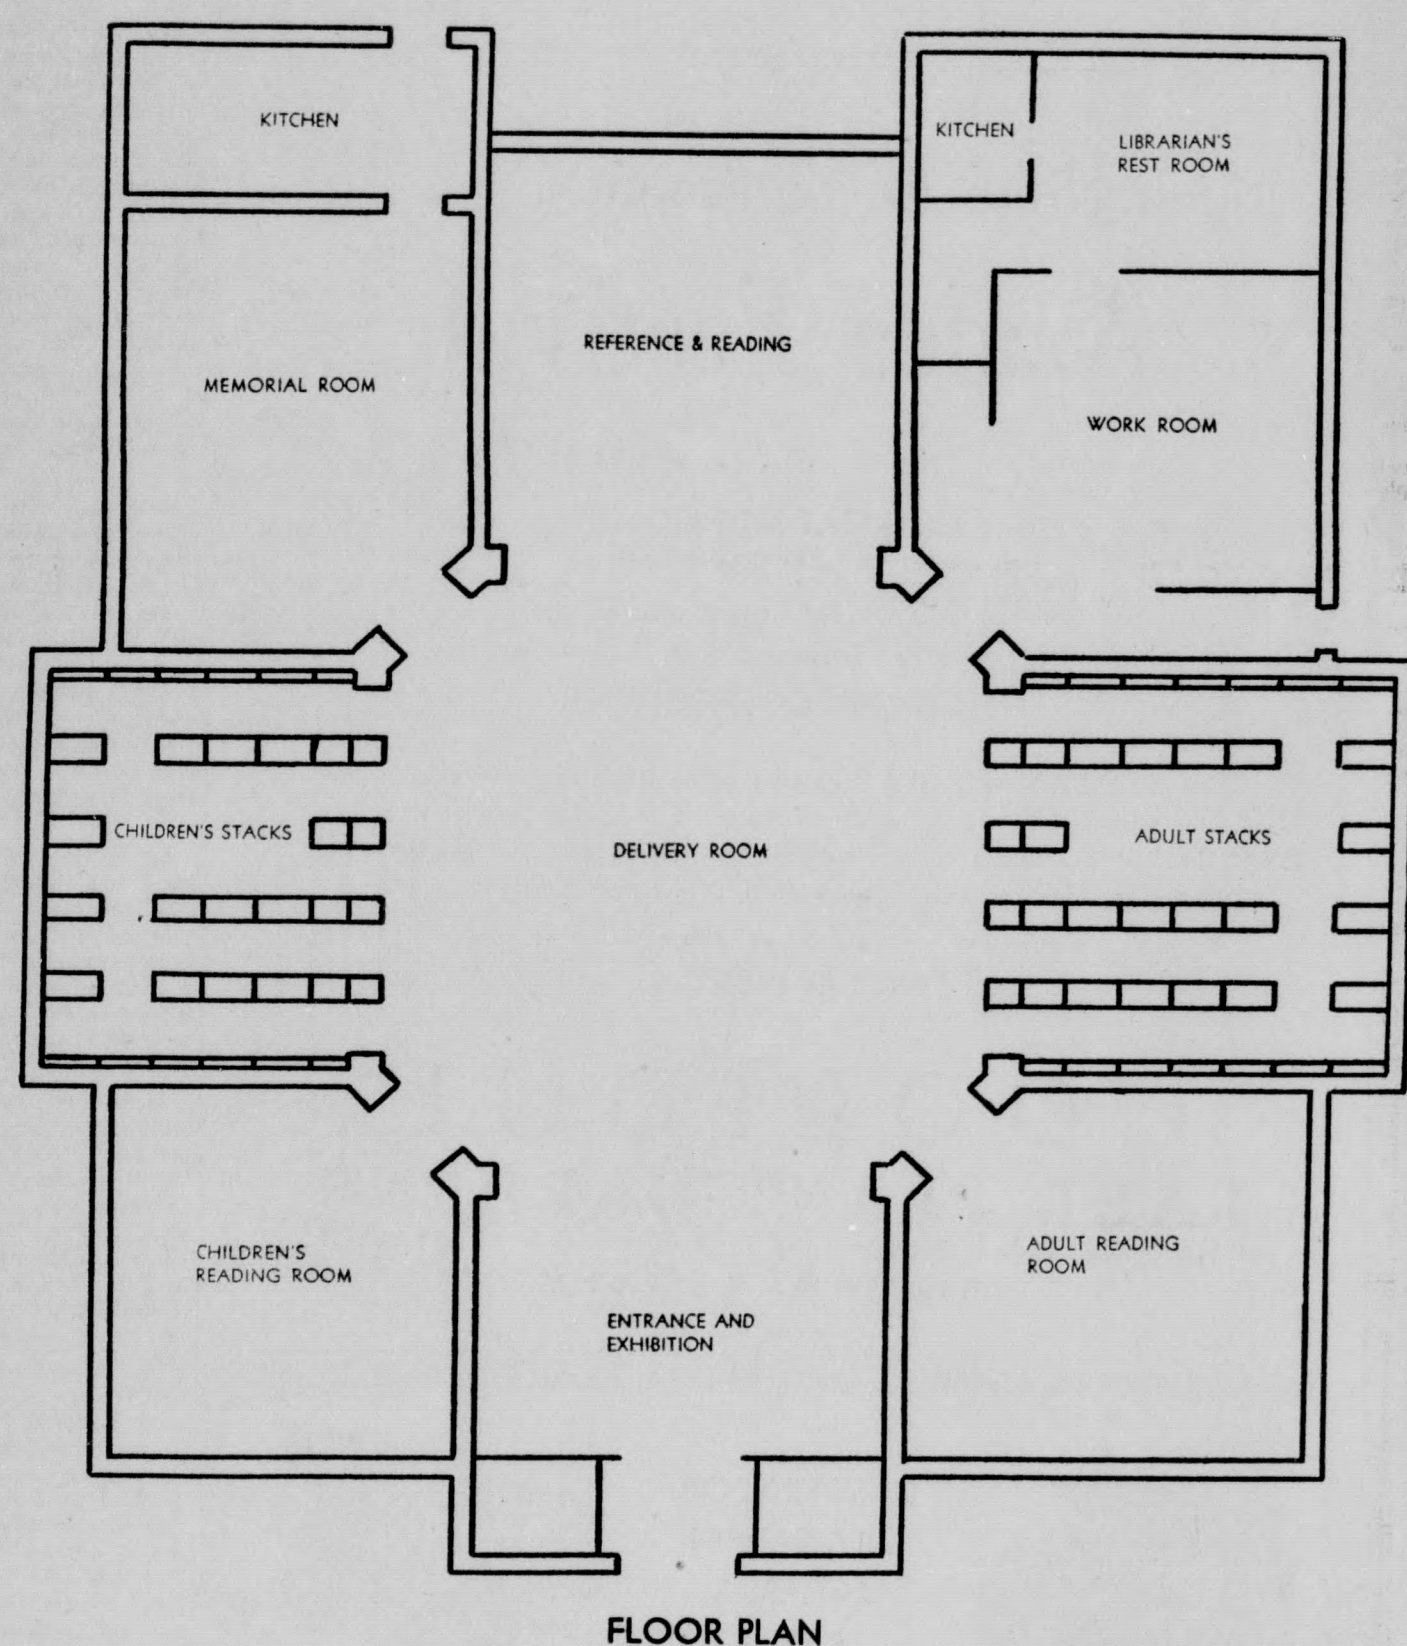 KITCHEN
KITCHEN
LIBRARIAN'S
REST ROOM
REFERENCE & READING
MEMORIAL ROOM
WORK ROOM
CHILDREN'S STACKS
DELIVERY ROOM
ADULT STACKS
CHILDREN'S
READING ROOM
ADULT READING
ROOM
ENTRANCE AND
EXHIBITION
FLOOR PLAN